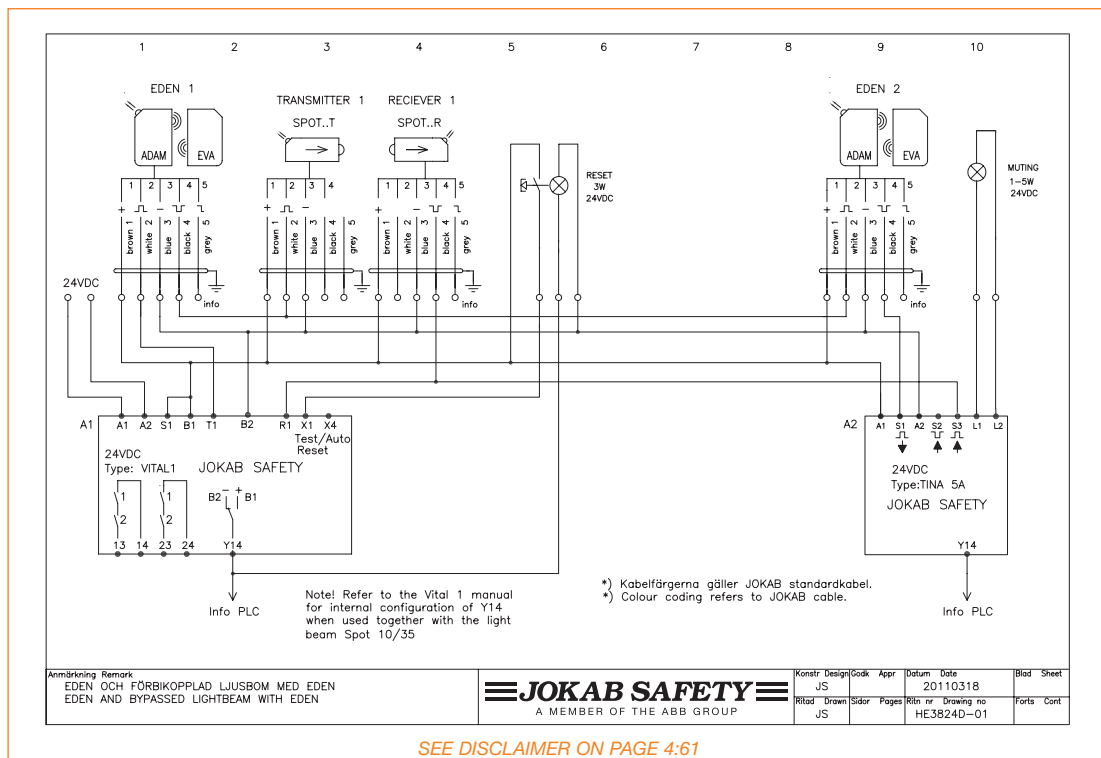 1 2 3 4 5 6 7 8 9 10
EDEN 1
ADAM EVA
TRANSMITTER 1
SPOT..T
RECIEVER 1
SPOT..R
RESET
3W
24VDC
EDEN 2
ADAM EVA
MUTING
1-5W
24VDC
1 2 3 4 5
+ −
brown 1
white 2
blue 3
black 4
grey 5
info
1 2 3 4
+ −
brown 1
white 2
blue 3
black 4
grey 5
1 2 3 4 5
+ −
brown 1
white 2
blue 3
black 4
grey 5
info
1 2 3 4 5
+ −
brown 1
white 2
blue 3
black 4
grey 5
info
24VDC
A1
A1 A2 S1 B1 T1 B2 R1 X1 X4
Test/Auto
Reset
24VDC
Type: VITAL1
JOKAB SAFETY
1 1
2 2
B2 − + B1
13 14 23 24 Y14
Info PLC
A2
A1 S1 A2 S2 S3 L1 L2
24VDC
Type:TINA 5A
JOKAB SAFETY
Y14
Info PLC
Note! Refer to the Vital 1 manual
for internal configuration of Y14
when used together with the light
beam Spot 10/35
*) Kabelfärgerna gäller JOKAB standardkabel.
*) Colour coding refers to JOKAB cable.
Anmärkning Remark
EDEN OCH FÖRBIKOPPLAD LJUSBOM MED EDEN
EDEN AND BYPASSED LIGHTBEAM WITH EDEN
JOKAB SAFETY
A MEMBER OF THE ABB GROUP
Konstr Design Godk Appr Datum Date Blad Sheet
JS 20110318
Ritad Drawn Sidor Pages Ritn nr Drawing no Forts Cont
JS HE3824D-01
SEE DISCLAIMER ON PAGE 4:61